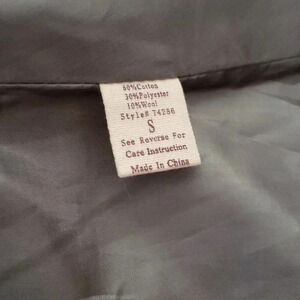 60%Cotton
30%Polyester
10%Wool
Style# 74286
S
See Reverse For
Care Instruction
Made In China